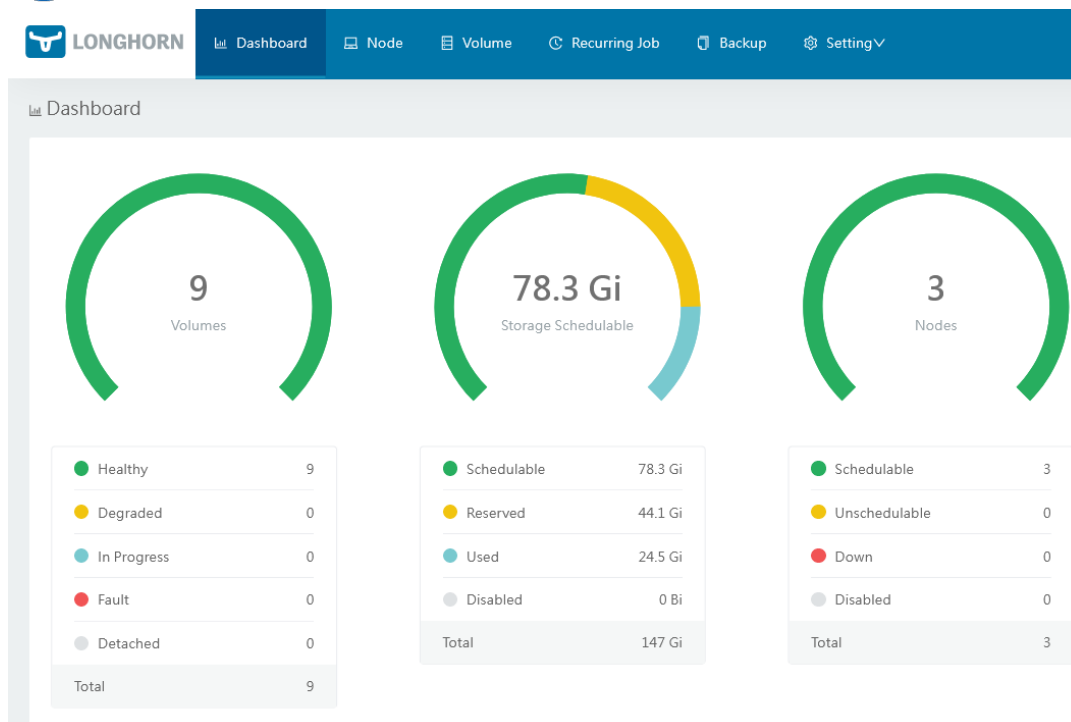 LONGHORN Dashboard Node Volume Recurring Job Backup Setting
Dashboard
9
Volumes
Healthy 9
Degraded 0
In Progress 0
Fault 0
Detached 0
Total 9
78.3 Gi
Storage Schedulable
Schedulable 78.3 Gi
Reserved 44.1 Gi
Used 24.5 Gi
Disabled 0 Bi
Total 147 Gi
3
Nodes
Schedulable 3
Unschedulable 0
Down 0
Disabled 0
Total 3